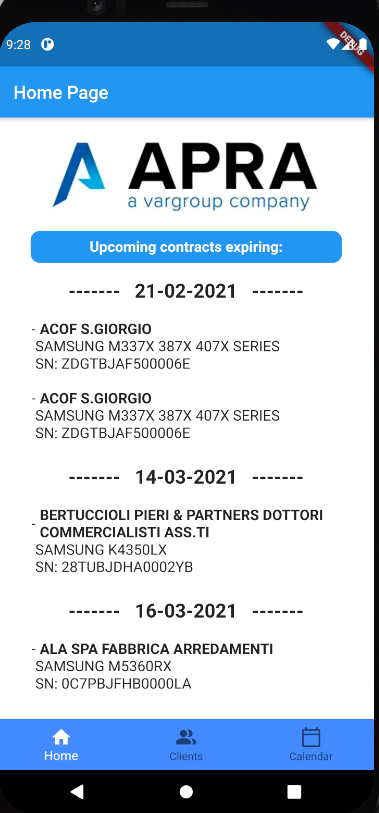 9:28
DEBUG
Home Page
APRA
a vargroup company
Upcoming contracts expiring:
------- 21-02-2021 -------
- ACOF S.GIORGIO
SAMSUNG M337X 387X 407X SERIES
SN: ZDGTBJAF500006E
- ACOF S.GIORGIO
SAMSUNG M337X 387X 407X SERIES
SN: ZDGTBJAF500006E
------- 14-03-2021 -------
- BERTUCCIOLI PIERI & PARTNERS DOTTORI
COMMERCIALISTI ASS.TI
SAMSUNG K4350LX
SN: 28TUBJDHA0002YB
------- 16-03-2021 -------
- ALA SPA FABBRICA ARREDAMENTI
SAMSUNG M5360RX
SN: 0C7PBJFHB0000LA
Home
Clients
Calendar